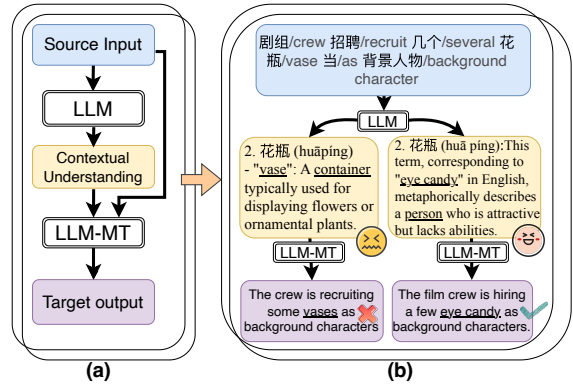 Source Input
LLM
Contextual
Understanding
LLM-MT
Target output
(a)
剧组/crew 招聘/recruit 几个/several 花
瓶/vase 当/as 背景人物/background
character
LLM
2. 花瓶 (huāpíng)
- "vase": A container
typically used for
displaying flowers or
ornamental plants.
2. 花瓶 (huā píng):This
term, corresponding to
"eye candy" in English,
metaphorically describes
a person who is attractive
but lacks abilities.
LLM-MT
LLM-MT
The crew is recruiting
some vases as
background characters
The film crew is hiring
a few eye candy as
background characters.
(b)